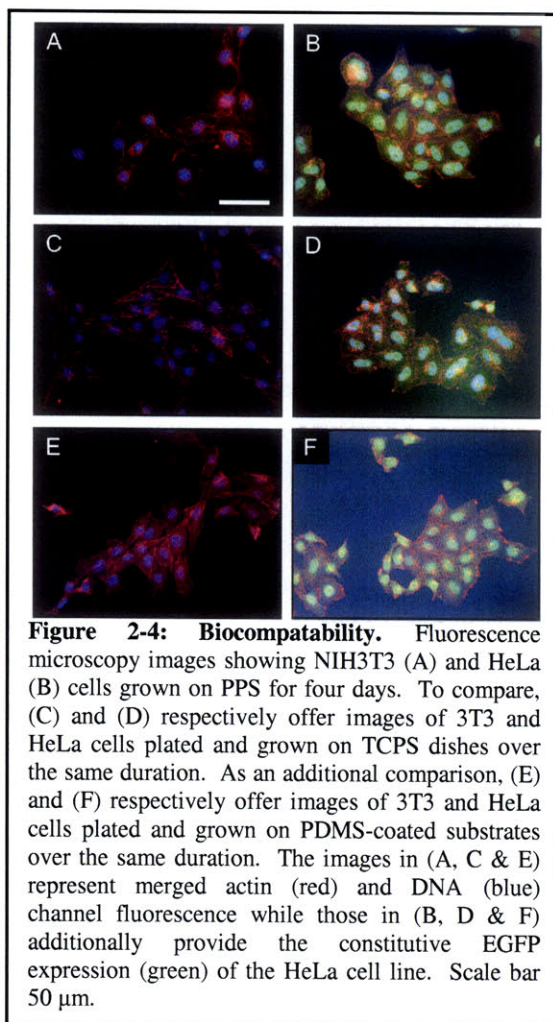 A
B
C
D
E
F
Figure 2-4: Biocompatability. Fluorescence
microscopy images showing NIH3T3 (A) and HeLa
(B) cells grown on PPS for four days. To compare,
(C) and (D) respectively offer images of 3T3 and
HeLa cells plated and grown on TCPS dishes over
the same duration. As an additional comparison, (E)
and (F) respectively offer images of 3T3 and HeLa
cells plated and grown on PDMS-coated substrates
over the same duration. The images in (A, C & E)
represent merged actin (red) and DNA (blue)
channel fluorescence while those in (B, D & F)
additionally provide the constitutive EGFP
expression (green) of the HeLa cell line. Scale bar
50 μm.